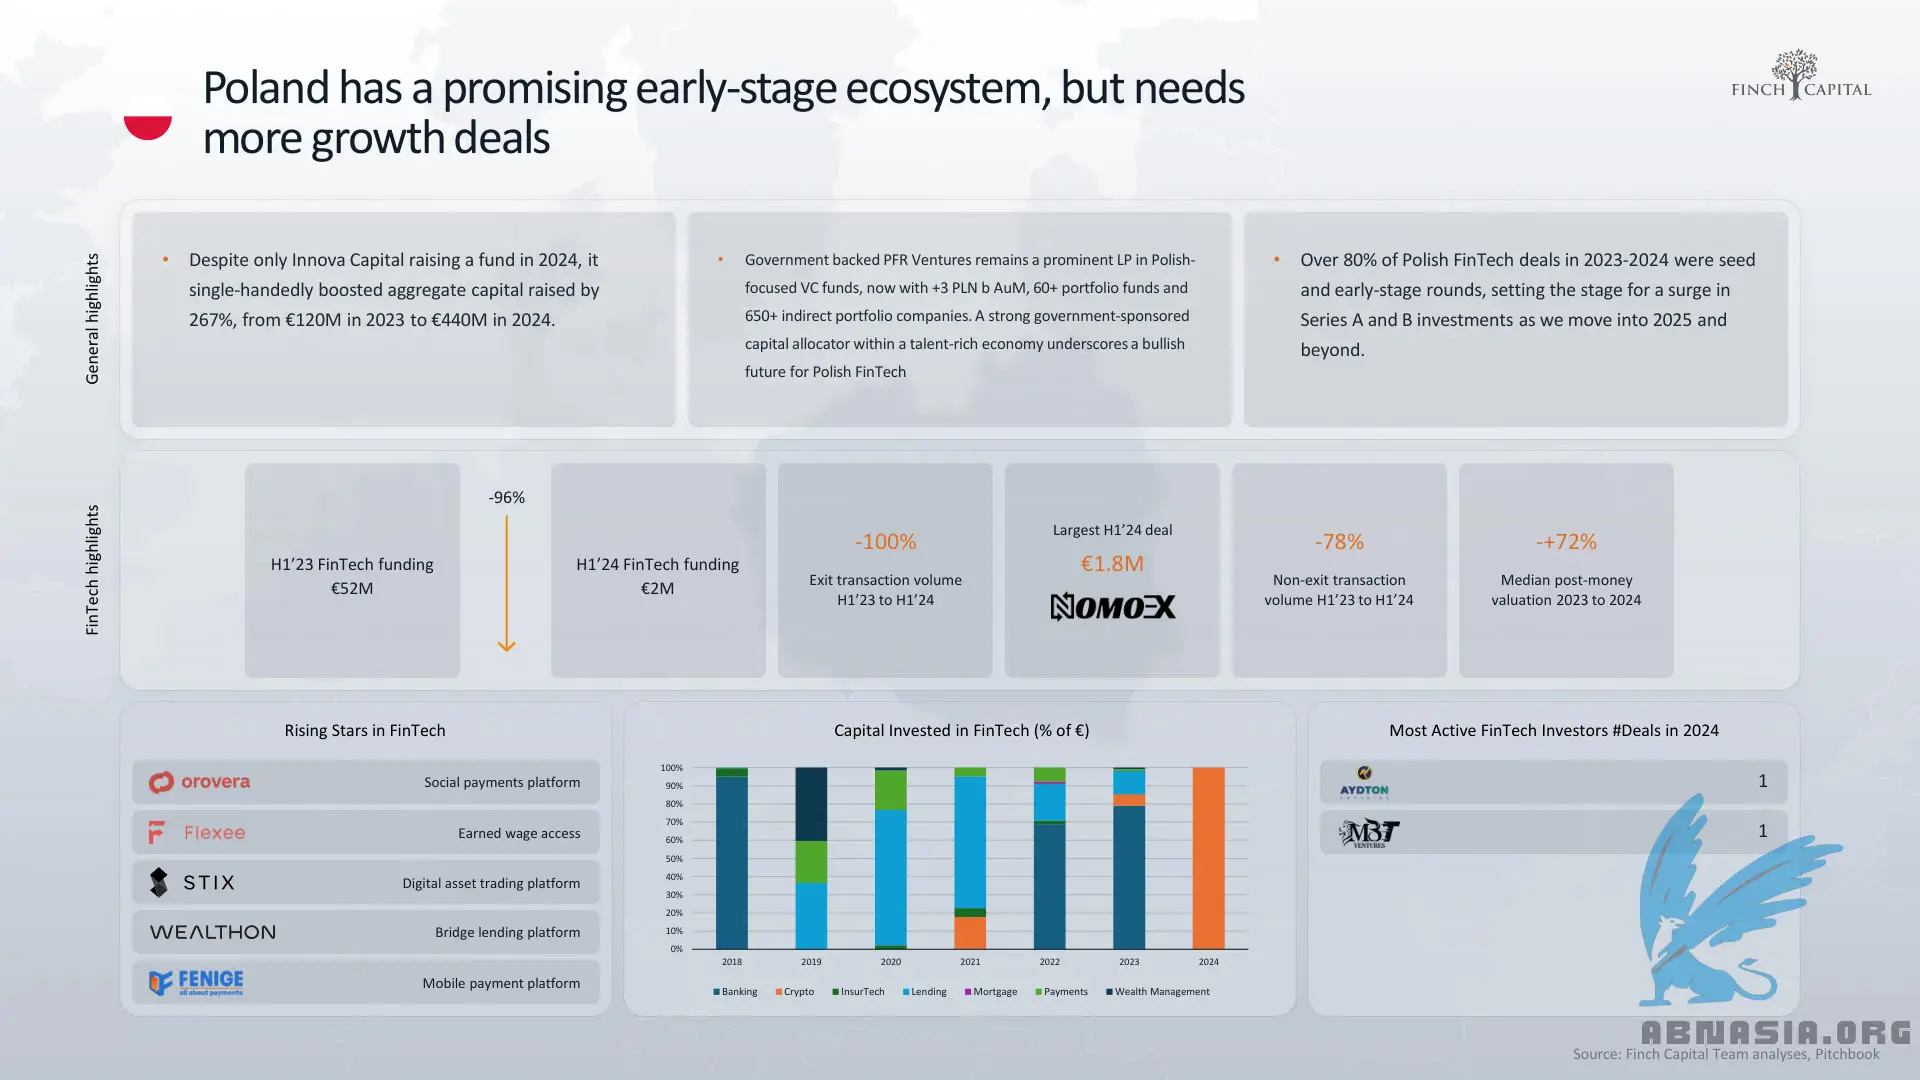 Poland has a promising early-stage ecosystem, but needs
more growth deals
FINCH CAPITAL
General highlights
• Despite only Innova Capital raising a fund in 2024, it
single-handedly boosted aggregate capital raised by
267%, from €120M in 2023 to €440M in 2024.
• Government backed PFR Ventures remains a prominent LP in Polish-
focused VC funds, now with +3 PLN b AuM, 60+ portfolio funds and
650+ indirect portfolio companies. A strong government-sponsored
capital allocator within a talent-rich economy underscores a bullish
future for Polish FinTech
• Over 80% of Polish FinTech deals in 2023-2024 were seed
and early-stage rounds, setting the stage for a surge in
Series A and B investments as we move into 2025 and
beyond.
FinTech highlights
H1’23 FinTech funding
€52M
-96%
H1’24 FinTech funding
€2M
-100%
Exit transaction volume
H1’23 to H1’24
Largest H1’24 deal
€1.8M
NOMOEX
-78%
Non-exit transaction
volume H1’23 to H1’24
-+72%
Median post-money
valuation 2023 to 2024
Rising Stars in FinTech
orovera
Social payments platform
Flexee
Earned wage access
STIX
Digital asset trading platform
WEALTHON
Bridge lending platform
FENIGE
all about payments
Mobile payment platform
Capital Invested in FinTech (% of €)
100%
90%
80%
70%
60%
50%
40%
30%
20%
10%
0%
2018 2019 2020 2021 2022 2023 2024
Banking Crypto InsurTech Lending Mortgage Payments Wealth Management
Most Active FinTech Investors #Deals in 2024
AYDTON
1
MBT
VENTURES
1
ABNASIA.ORG
Source: Finch Capital Team analyses, Pitchbook